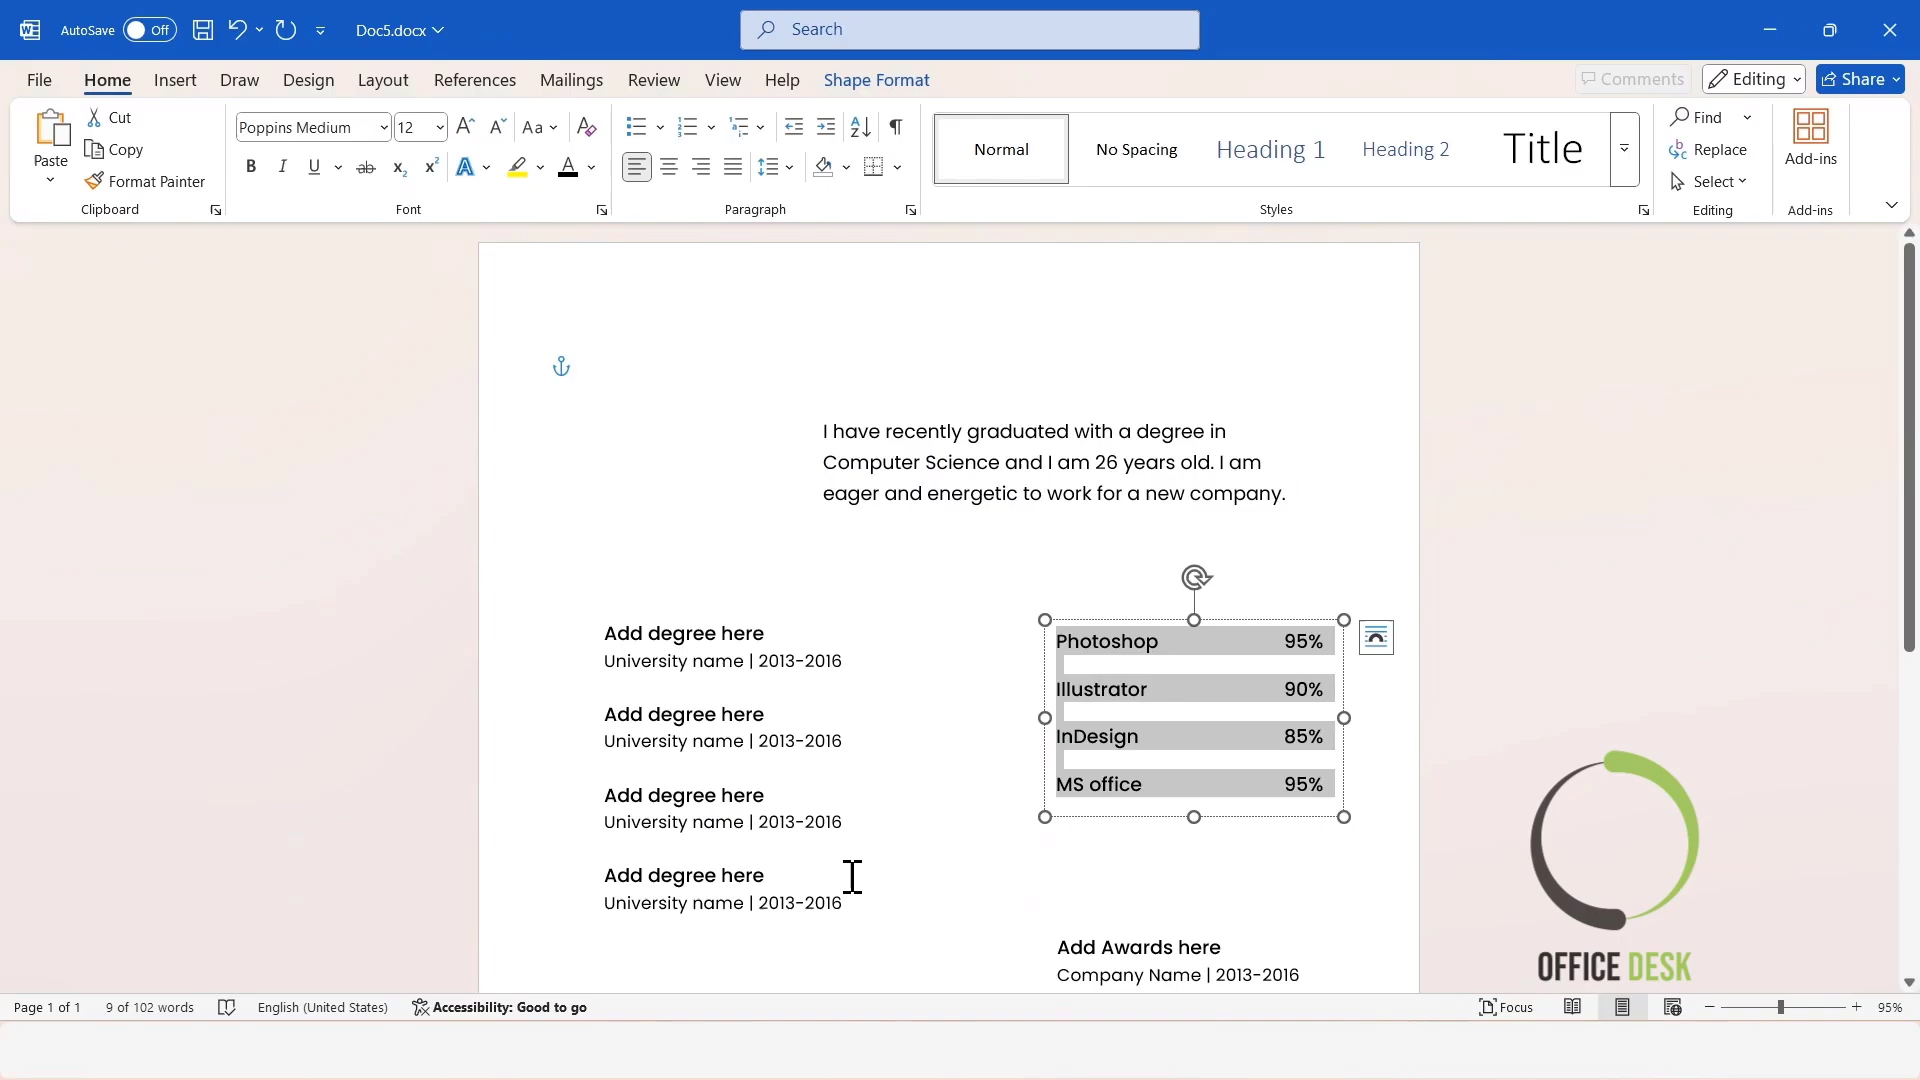 AutoSave Off Doc5.docx Search
File Home Insert Draw Design Layout References Mailings Review View Help Shape Format Comments Editing Share
Paste Cut Copy Format Painter Clipboard
Poppins Medium 12 Aa Font
Paragraph
Normal No Spacing Heading 1 Heading 2 Title Styles
Find Replace Select Editing
Add-ins Add-ins
I have recently graduated with a degree in
Computer Science and I am 26 years old. I am
eager and energetic to work for a new company.
Add degree here
University name | 2013-2016
Add degree here
University name | 2013-2016
Add degree here
University name | 2013-2016
Add degree here
University name | 2013-2016
Photoshop 95%
Illustrator 90%
InDesign 85%
MS office 95%
Add Awards here
Company Name | 2013-2016
OFFICE DESK
Page 1 of 1 9 of 102 words English (United States) Accessibility: Good to go Focus 95%